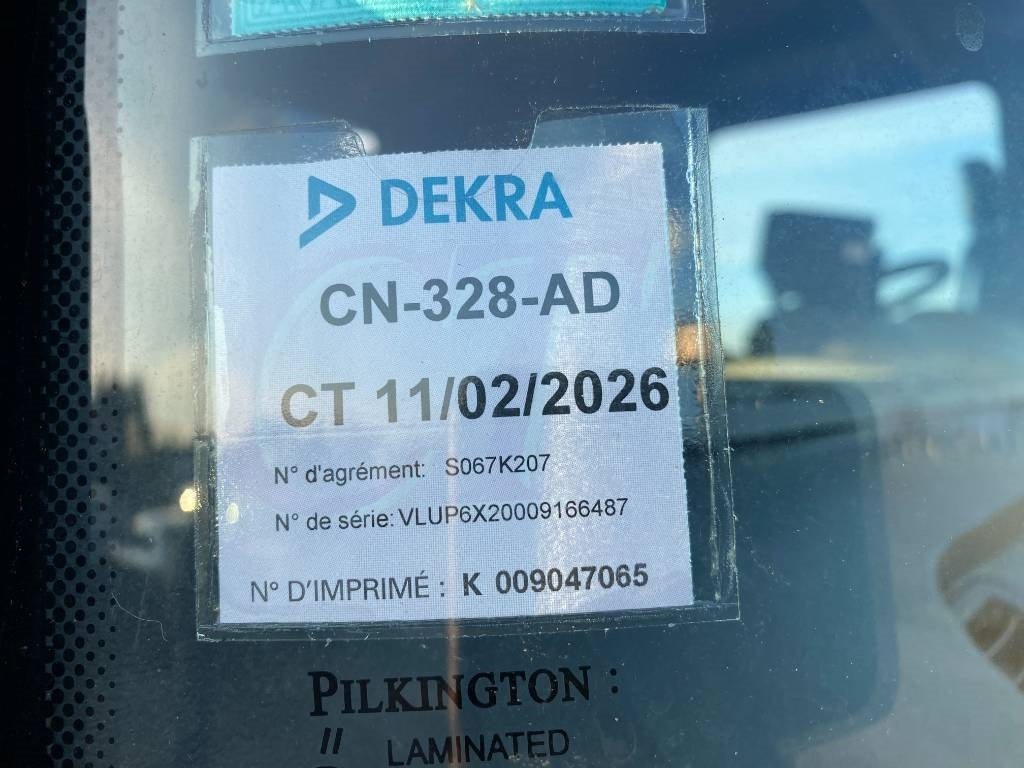 DEKRA
CN-328-AD
CT 11/02/2026
N° d'agrément: S067K207
N° de série: VLUP6X20009166487
N° D'IMPRIMÉ : K 009047065
PILKINGTON :
// LAMINATED